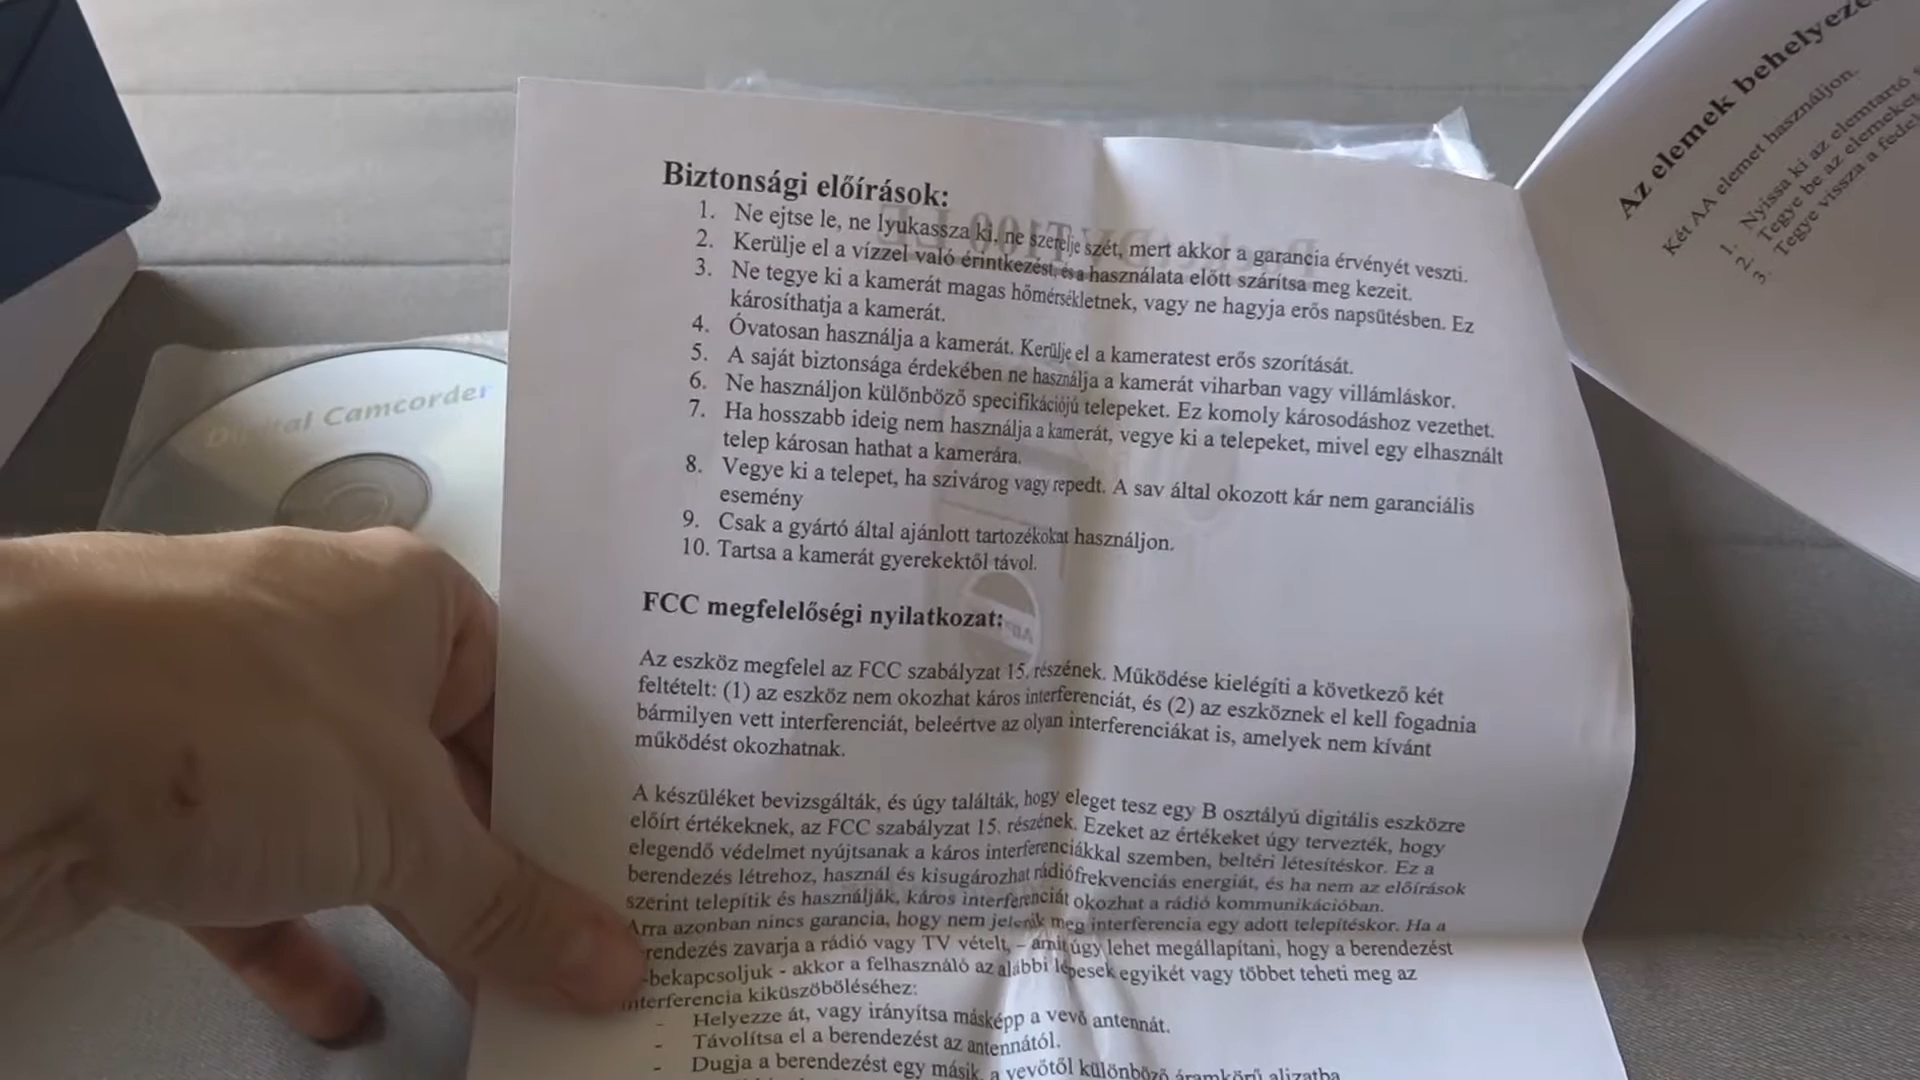 Biztonsági előírások:
1. Ne ejtse le, ne lyukassza ki, ne szerelje szét, mert akkor a garancia érvényét veszti.
2. Kerülje el a vízzel való érintkezést, és a használata előtt szárítsa meg kezeit.
3. Ne tegye ki a kamerát magas hőmérsékletnek, vagy ne hagyja erős napsütésben. Ez
károsíthatja a kamerát.
4. Óvatosan használja a kamerát. Kerülje el a kameratest erős szorítását.
5. A saját biztonsága érdekében ne használja a kamerát viharban vagy villámláskor.
6. Ne használjon különböző specifikációjú telepeket. Ez komoly károsodáshoz vezethet.
7. Ha hosszabb ideig nem használja a kamerát, vegye ki a telepeket, mivel egy elhasznált
telep károsan hathat a kamerára.
8. Vegye ki a telepet, ha szivárog vagy repedt. A sav által okozott kár nem garanciális
esemény
9. Csak a gyártó által ajánlott tartozékokat használjon.
10. Tartsa a kamerát gyerekektől távol.
FCC megfelelőségi nyilatkozat:
Az eszköz megfelel az FCC szabályzat 15. részének. Működése kielégíti a következő két
feltételt: (1) az eszköz nem okozhat káros interferenciát, és (2) az eszköznek el kell fogadnia
bármilyen vett interferenciát, beleértve az olyan interferenciákat is, amelyek nem kívánt
működést okozhatnak.
A készüléket bevizsgálták, és úgy találták, hogy eleget tesz egy B osztályú digitális eszközre
előírt értékeknek, az FCC szabályzat 15. részének. Ezeket az értékeket úgy tervezték, hogy
elegendő védelmet nyújtsanak a káros interferenciákkal szemben, beltéri létesítéskor. Ez a
berendezés létrehoz, használ és kisugározhat rádiófrekvenciás energiát, és ha nem az előírások
szerint telepítik és használják, káros interferenciát okozhat a rádió kommunikációban.
Arra azonban nincs garancia, hogy nem jelenik meg interferencia egy adott telepítéskor. Ha a
rendezés zavarja a rádió vagy TV vételt, – amit úgy lehet megállapítani, hogy a berendezést
-bekapcsoljuk - akkor a felhasználó az alábbi lépesek egyikét vagy többet teheti meg az
nterferencia kiküszöböléséhez:
- Helyezze át, vagy irányítsa másképp a vevő antennát.
- Távolítsa el a berendezést az antennától.
- Dugja a berendezést egy másik, a vevőtől különböző áramkörű alizatba
Digital Camcorder
Az elemek behelyez
Két AA elemet használjon.
1. Nyissa ki az elemtartó
2. Tegye be az elemeket
3. Tegye vissza a fedel